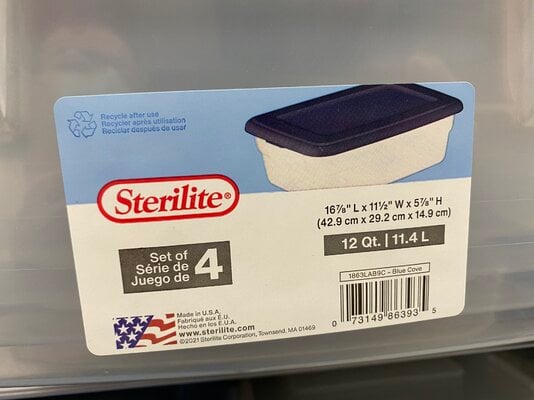 Recycle after use
Recycler après utilisation
Reciclar después de usar
Sterilite®
16⅞" L x 11½" W x 5⅞" H
(42.9 cm x 29.2 cm x 14.9 cm)
12 Qt. | 11.4 L
Set of
Série de
Juego de
4
1863LAB9C – Blue Cove
0 73149 86393 5
Made in U.S.A.
Fabriqué aux É.U.
Hecho en los E.U.A.
www.sterilite.com
©2021 Sterilite Corporation, Townsend, MA 01469